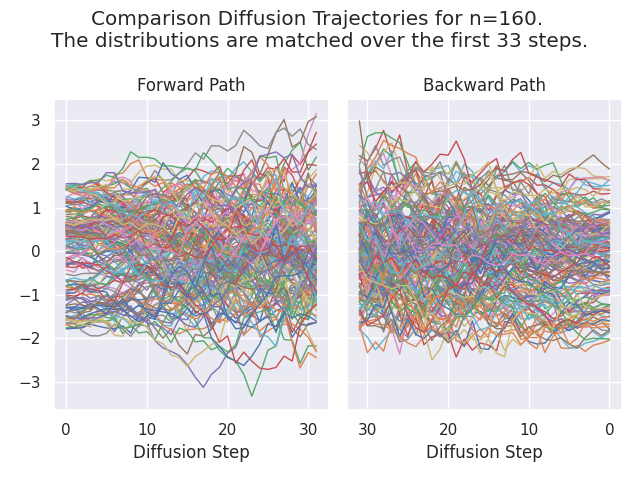 Comparison Diffusion Trajectories for n=160.
The distributions are matched over the first 33 steps.
Forward Path
Backward Path
3
2
1
0
−1
−2
−3
0 10 20 30
30 20 10 0
Diffusion Step
Diffusion Step